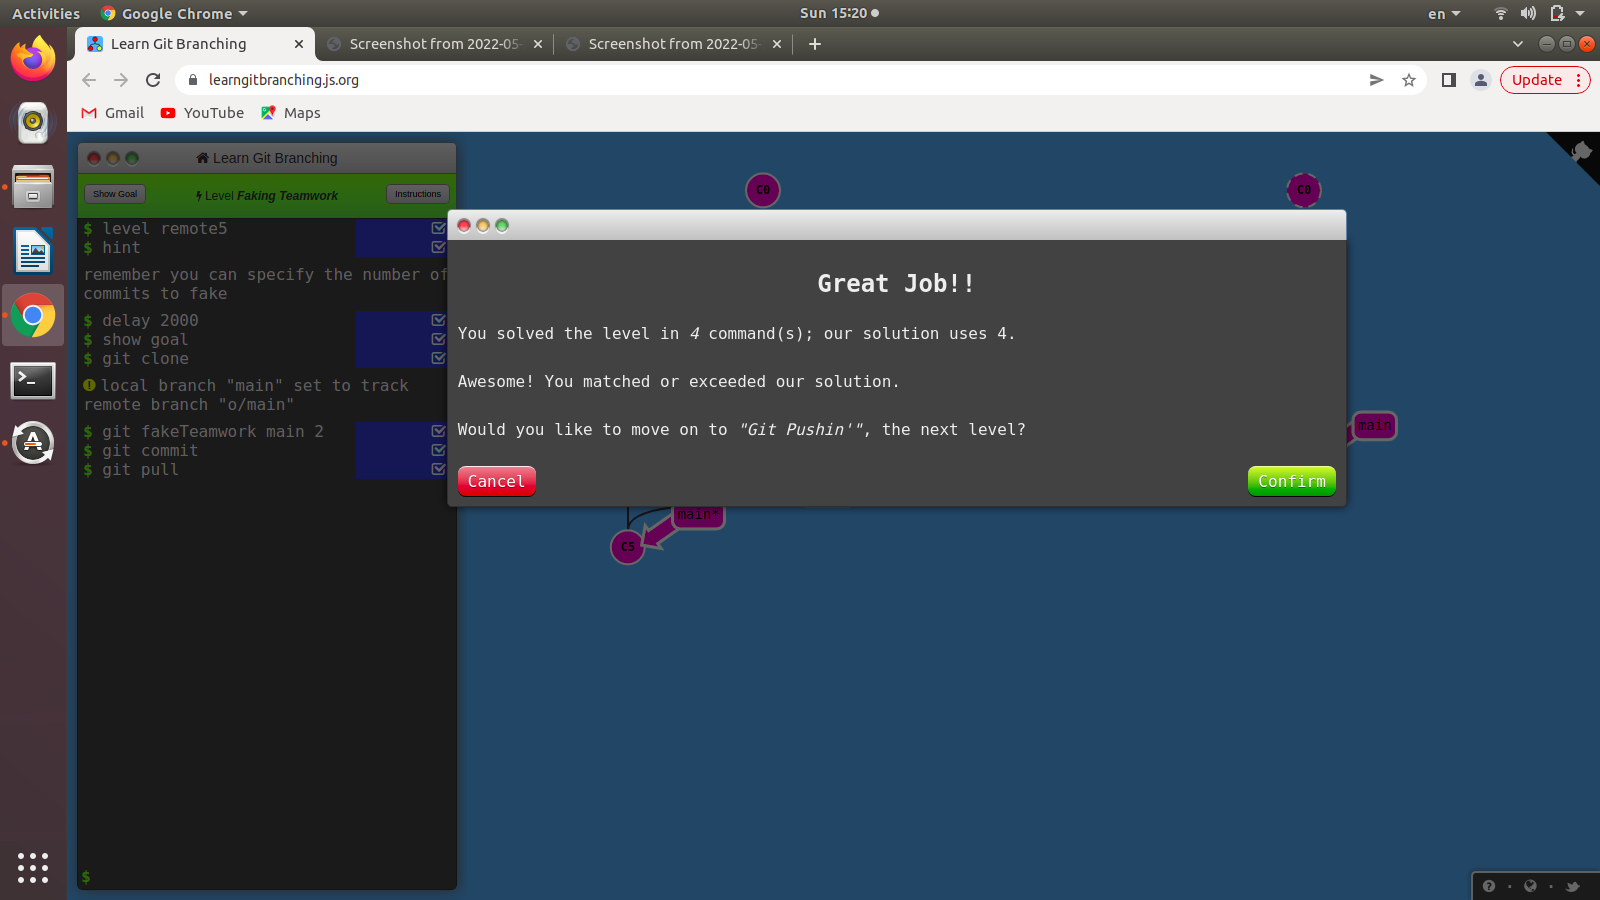 Activities
Google Chrome
Sun 15:20
en
Learn Git Branching
Screenshot from 2022-05-
Screenshot from 2022-05-
learngitbranching.js.org
Update
Gmail
YouTube
Maps
Learn Git Branching
Show Goal
Level Faking Teamwork
Instructions
$ level remote5
$ hint
remember you can specify the number of
commits to fake
$ delay 2000
$ show goal
$ git clone
local branch "main" set to track
remote branch "o/main"
$ git fakeTeamwork main 2
$ git commit
$ git pull
$
C0
C0
Great Job!!
You solved the level in 4 command(s); our solution uses 4.
Awesome! You matched or exceeded our solution.
Would you like to move on to "Git Pushin'", the next level?
Cancel
Confirm
main
main*
C5